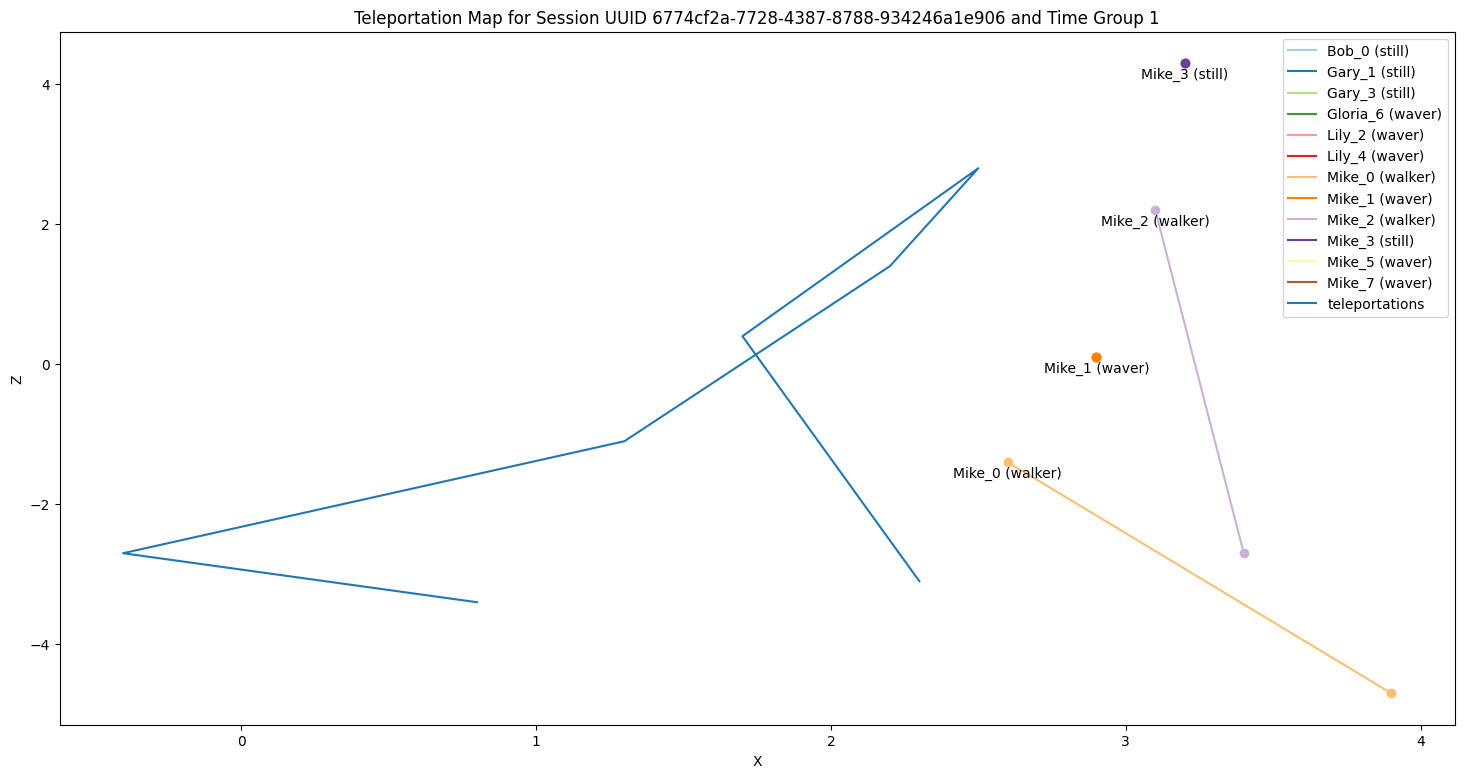 Teleportation Map for Session UUID 6774cf2a-7728-4387-8788-934246a1e906 and Time Group 1
Bob_0 (still)
Gary_1 (still)
Gary_3 (still)
Gloria_6 (waver)
Lily_2 (waver)
Lily_4 (waver)
Mike_0 (walker)
Mike_1 (waver)
Mike_2 (walker)
Mike_3 (still)
Mike_5 (waver)
Mike_7 (waver)
teleportations
Mike_3 (still)
Mike_2 (walker)
Mike_1 (waver)
Mike_0 (walker)
4
2
0
−2
−4
Z
0 1 2 3 4
X